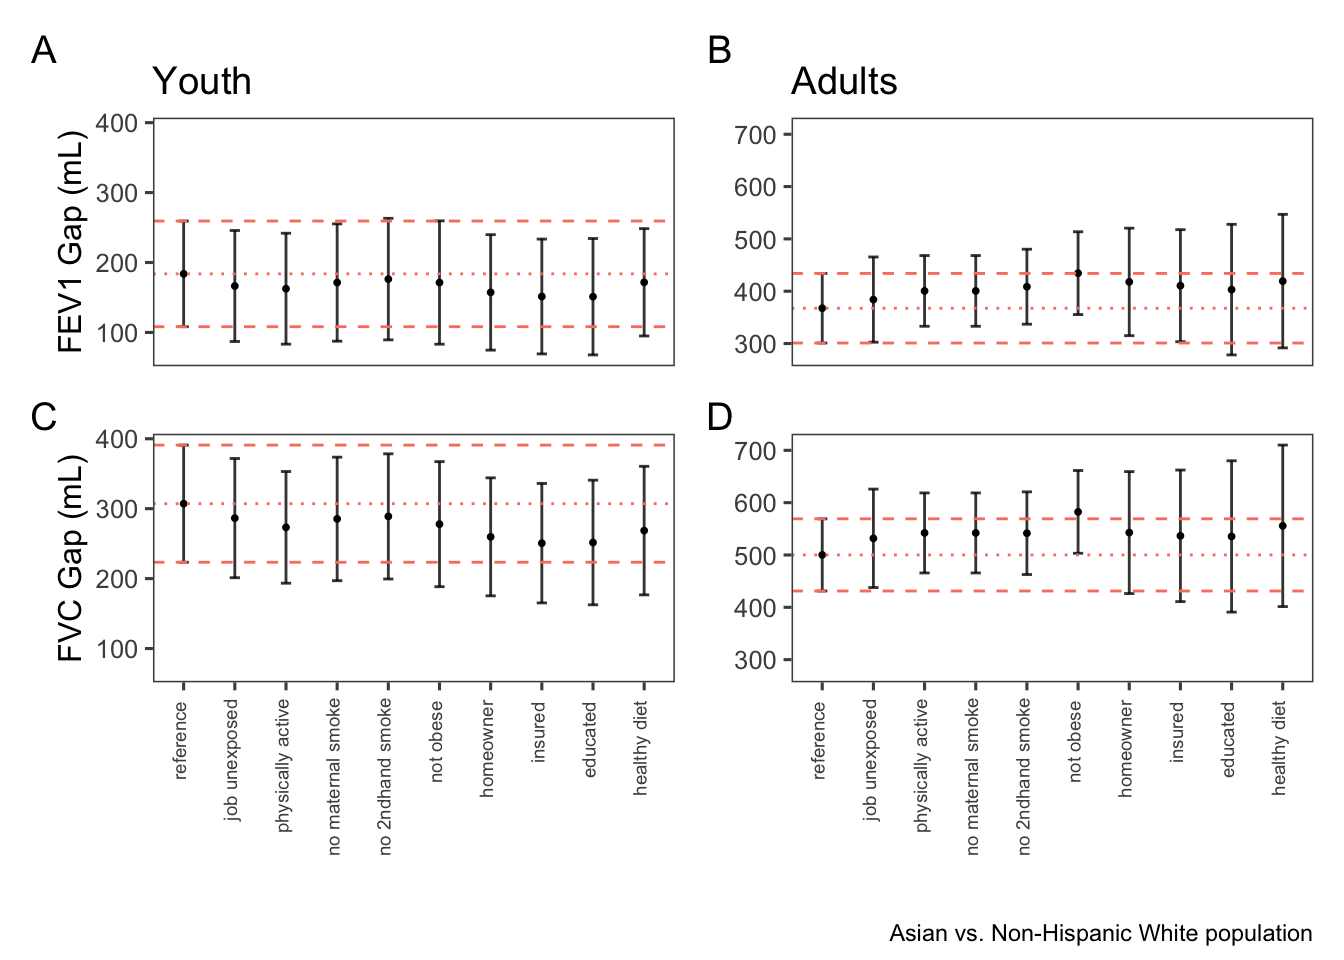 A
Youth
FEV1 Gap (mL)
400
300
200
100
B
Adults
700
600
500
400
300
C
FVC Gap (mL)
400
300
200
100
reference
job unexposed
physically active
no maternal smoke
no 2ndhand smoke
not obese
homeowner
insured
educated
healthy diet
D
700
600
500
400
300
reference
job unexposed
physically active
no maternal smoke
no 2ndhand smoke
not obese
homeowner
insured
educated
healthy diet
Asian vs. Non-Hispanic White population